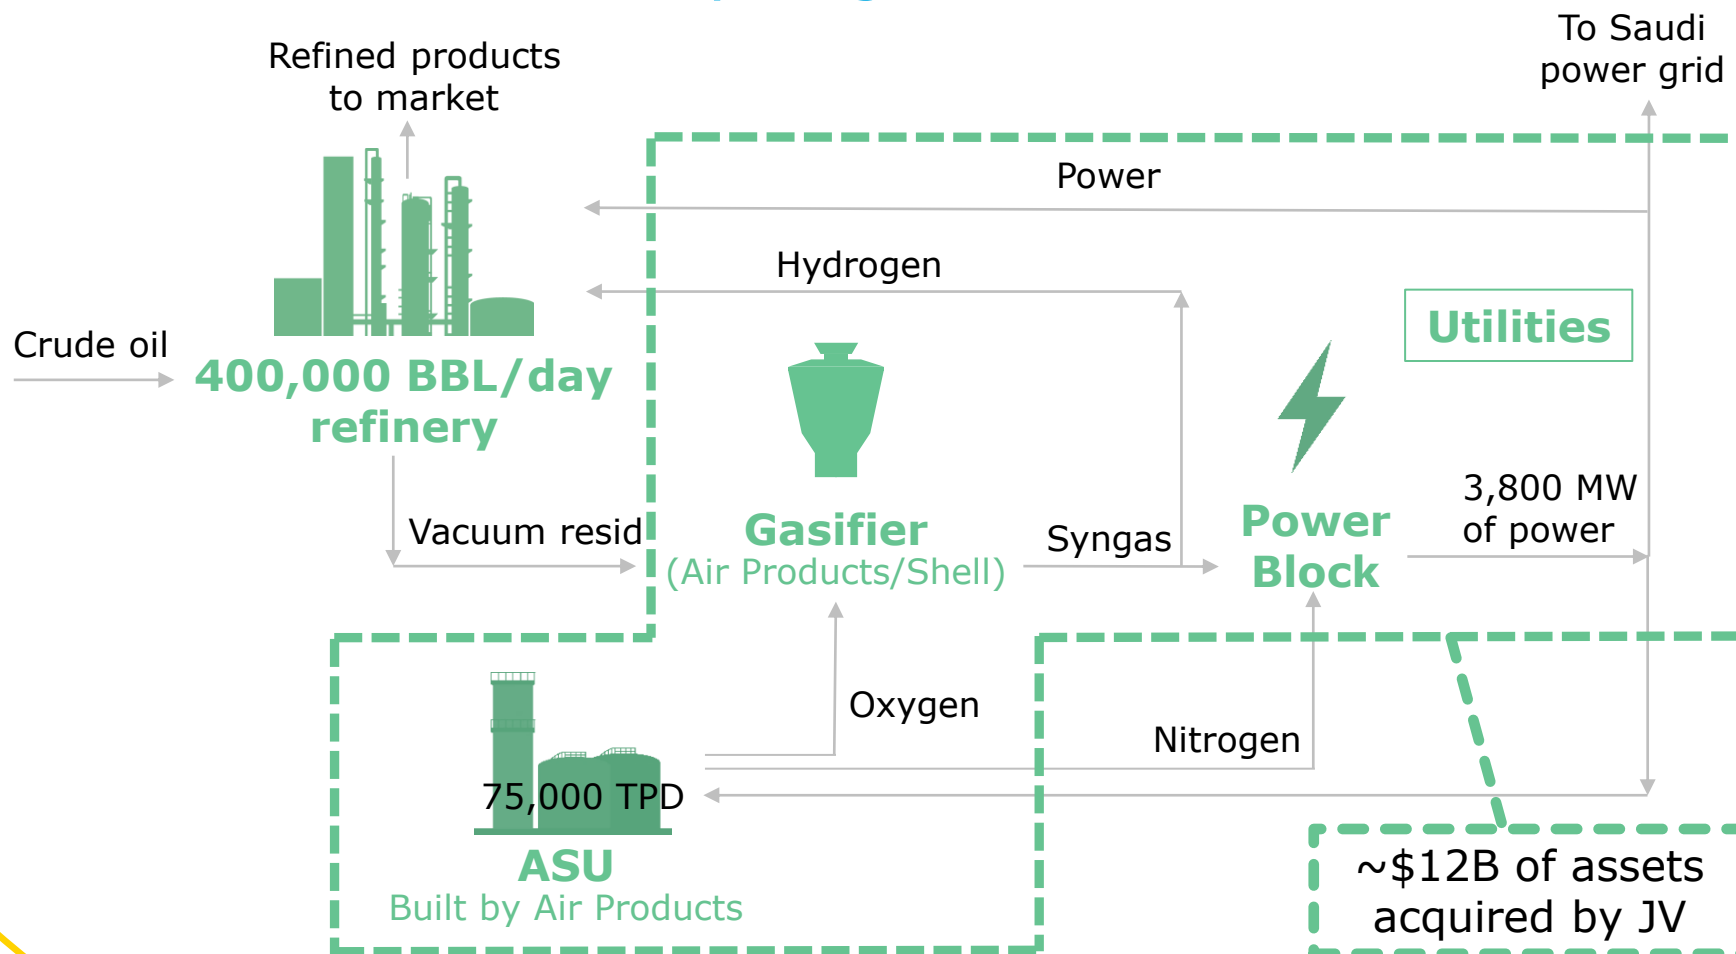 To Saudi
power grid
Refined products
to market
Power
Hydrogen
Utilities
Crude oil
400,000 BBL/day
refinery
3,800 MW
of power
Vacuum resid
Gasifier
(Air Products/Shell)
Syngas
Power
Block
Oxygen
Nitrogen
75,000 TPD
ASU
Built by Air Products
~$12B of assets
acquired by JV